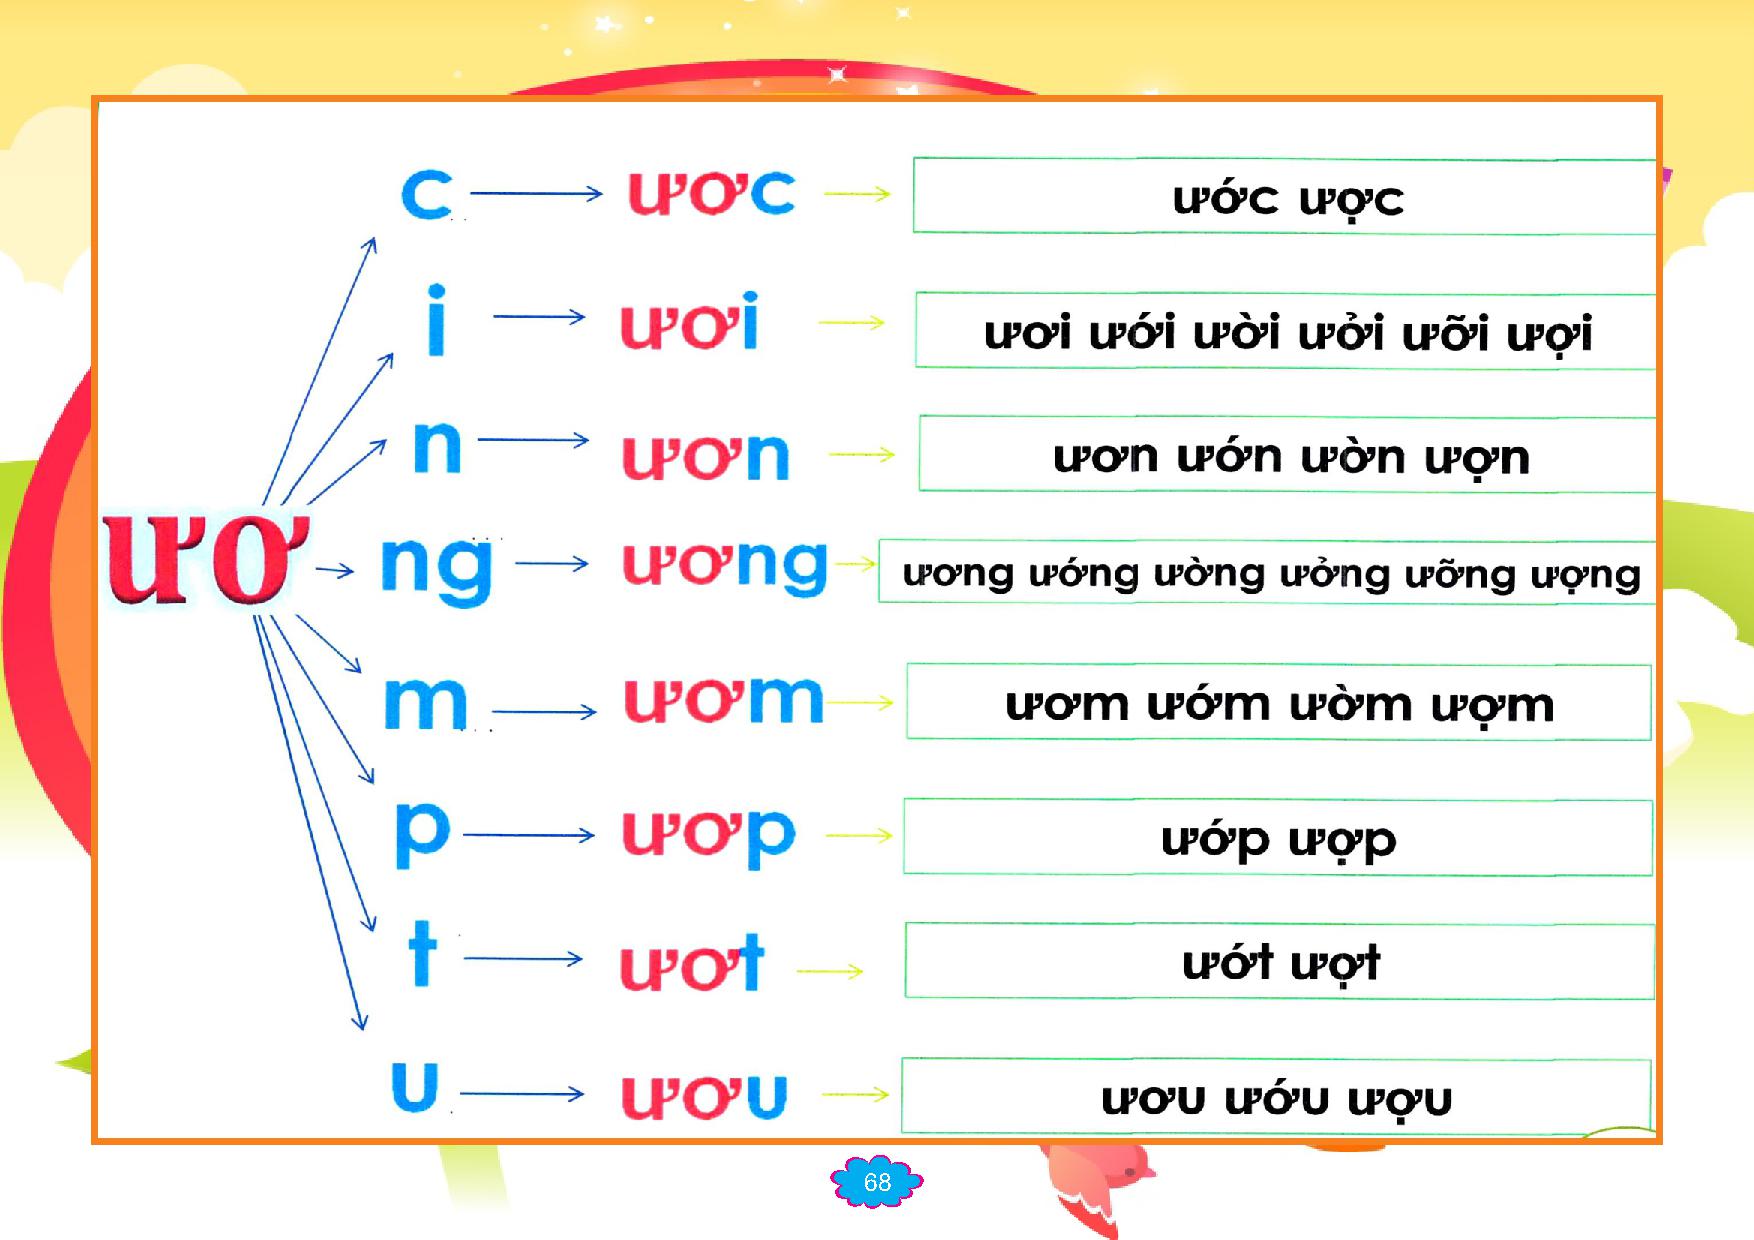 c ươc ước ược
i ươi ươi ưới ười ưởi ưỡi ượi
n ươn ươn ướn ườn ượn
ươ ng ương ương ướng ường ưởng ưỡng ượng
m ươm ươm ướm ườm ượm
p ươp ướp ượp
t ươt ướt ượt
u ươu ươu ướu ượu
68